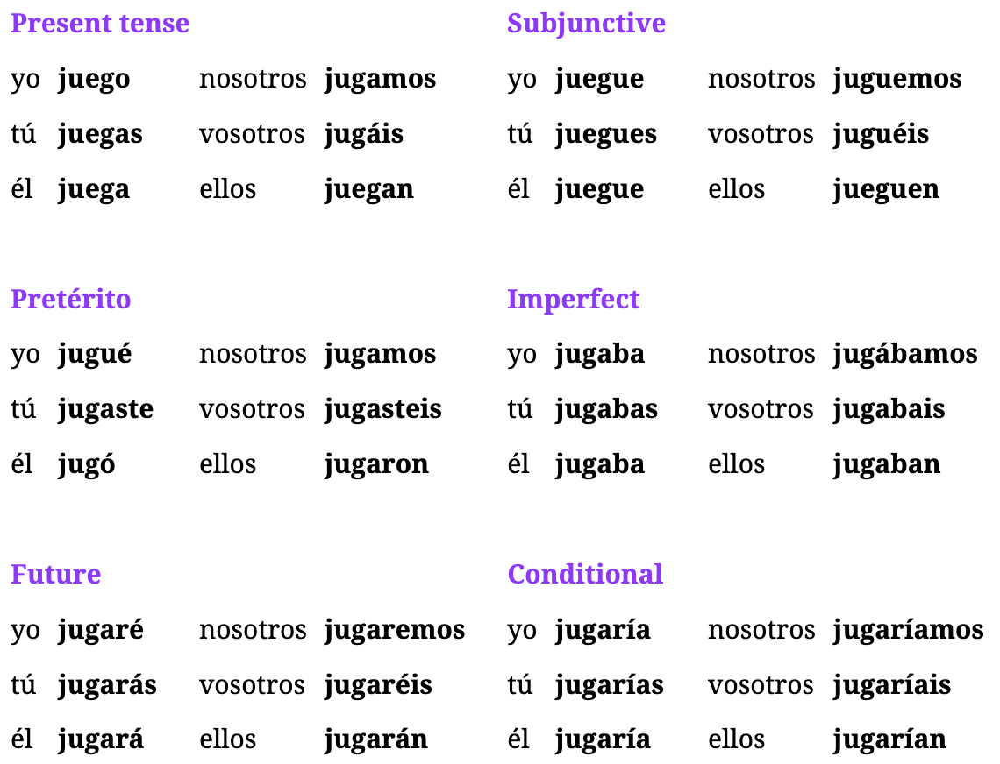 Present tense Subjunctive
yo juego nosotros jugamos yo juegue nosotros juguemos
tú juegas vosotros jugáis tú juegues vosotros juguéis
él juega ellos juegan él juegue ellos jueguen
Pretérito Imperfect
yo jugué nosotros jugamos yo jugaba nosotros jugábamos
tú jugaste vosotros jugasteis tú jugabas vosotros jugabais
él jugó ellos jugaron él jugaba ellos jugaban
Future Conditional
yo jugaré nosotros jugaremos yo jugaría nosotros jugaríamos
tú jugarás vosotros jugaréis tú jugarías vosotros jugaríais
él jugará ellos jugarán él jugaría ellos jugarían